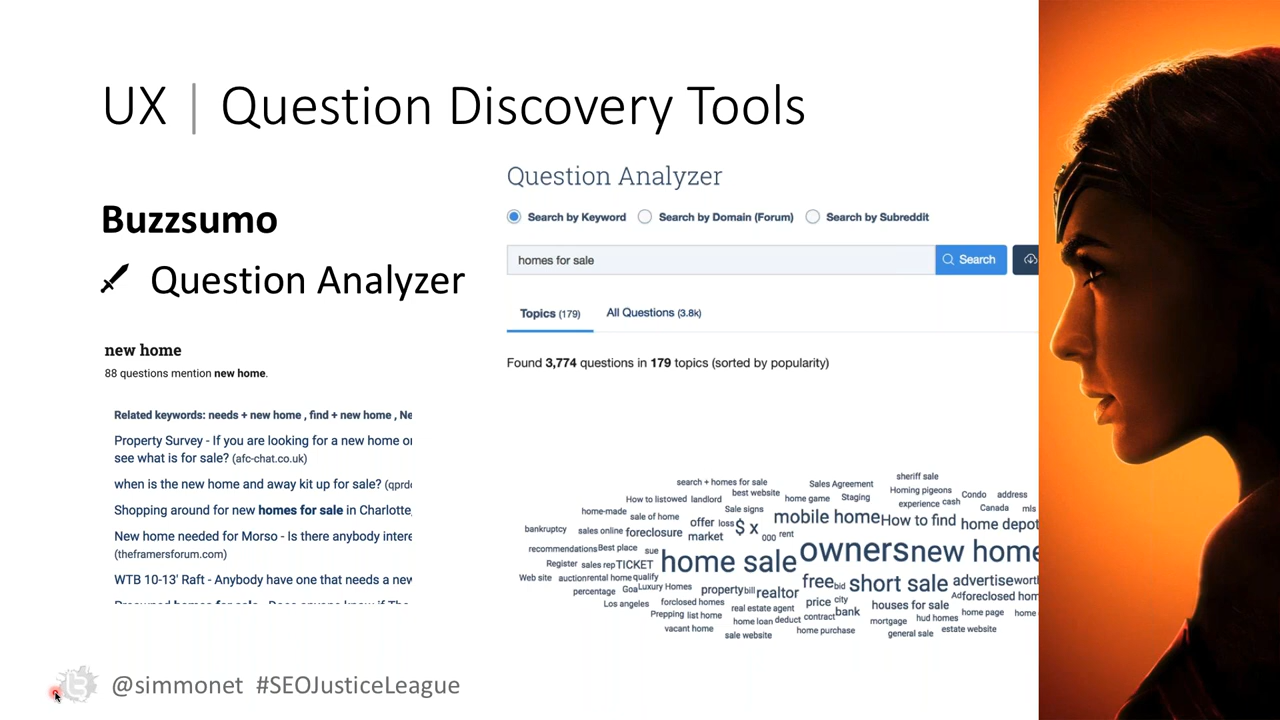 UX | Question Discovery Tools
Buzzsumo
Question Analyzer
new home
88 questions mention new home.
Related keywords: needs + new home , find + new home , Ne
Property Survey - If you are looking for a new home or
see what is for sale? (afc-chat.co.uk)
when is the new home and away kit up for sale? (qprdo
Shopping around for new homes for sale in Charlotte,
New home needed for Morso - Is there anybody intere
(theframersforum.com)
WTB 10-13' Raft - Anybody have one that needs a new
Question Analyzer
Search by Keyword Search by Domain (Forum) Search by Subreddit
homes for sale Search
Topics (179) All Questions (3.8k)
Found 3,774 questions in 179 topics (sorted by popularity)
search + homes for sale Sales Agreement sheriff sale
How to list owed landlord best website home game Staging Homing pigeons experience cash Condo address
home-made sale of home Sale signs Canada mls
bankruptcy sales online foreclosure offer loss $ x mobile home How to find home depot
market 000 rent
recommendations Best place sue home sale owners new home
Register sales rep TICKET
Web site auction rental home qualify free bid short sale advertise worth
percentage Goa Luxury Homes property bill realtor
Los angeles forclosed homes price city houses for sale Ad foreclosed hom
Prepping list home real estate agent contract bank home page home
vacant home home loan deduct mortgage hud homes
sale website home purchase general sale estate website
@simmonet #SEOJusticeLeague